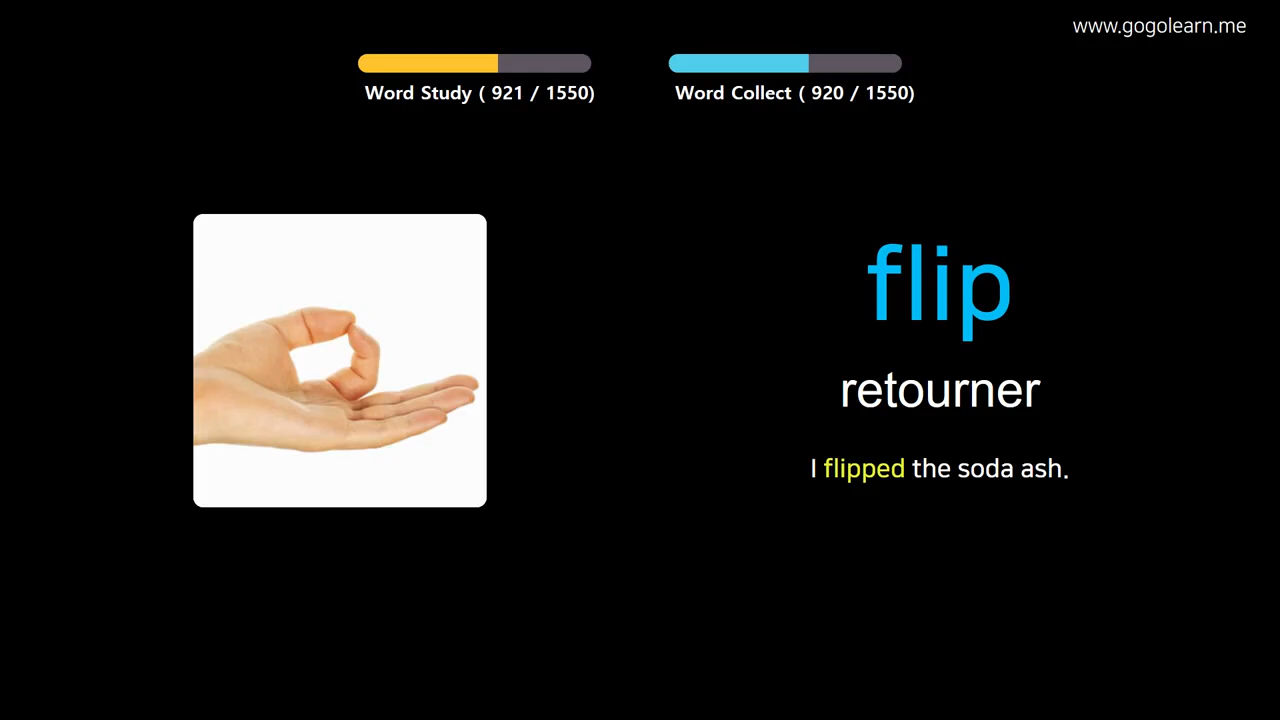 www.gogolearn.me
Word Study ( 921 / 1550)
Word Collect ( 920 / 1550)
flip
retourner
I flipped the soda ash.